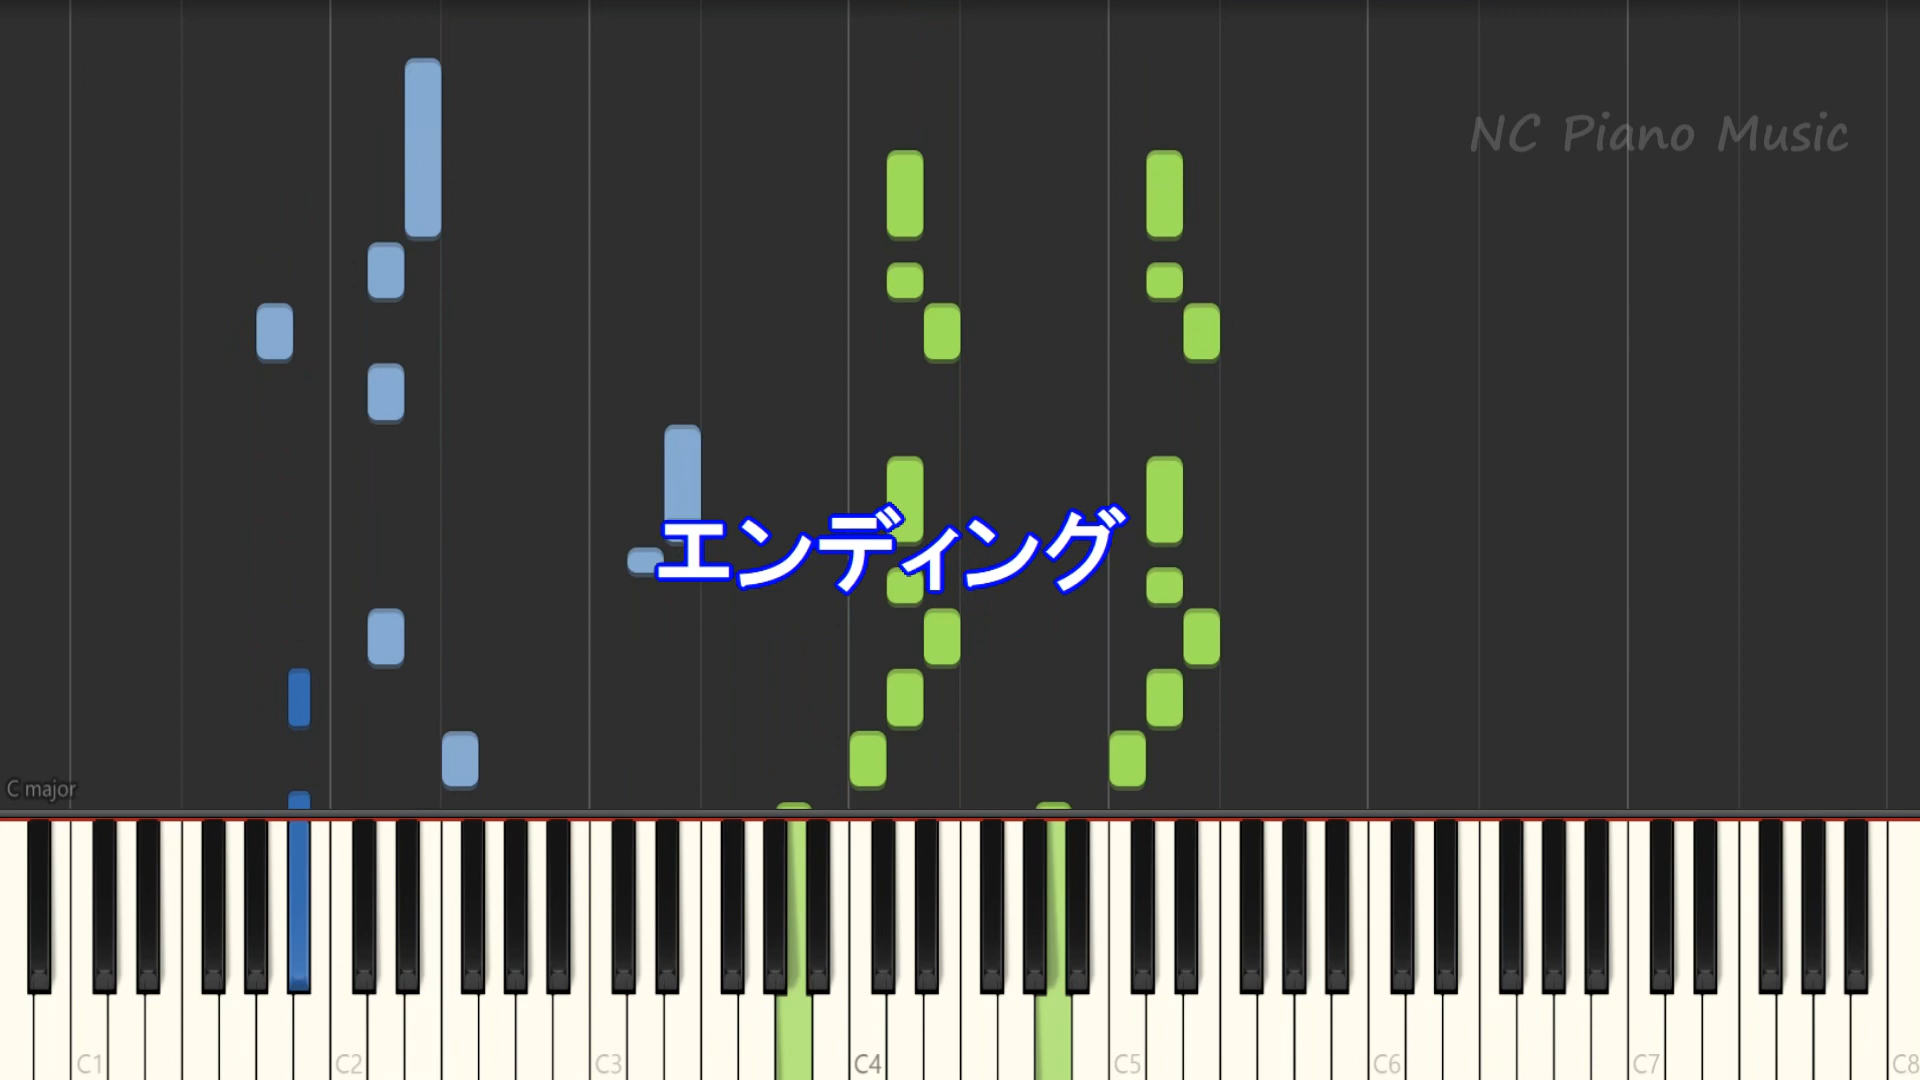 NC Piano Music
エンディング
C major
C1 C2 C3 C4 C5 C6 C7 C8